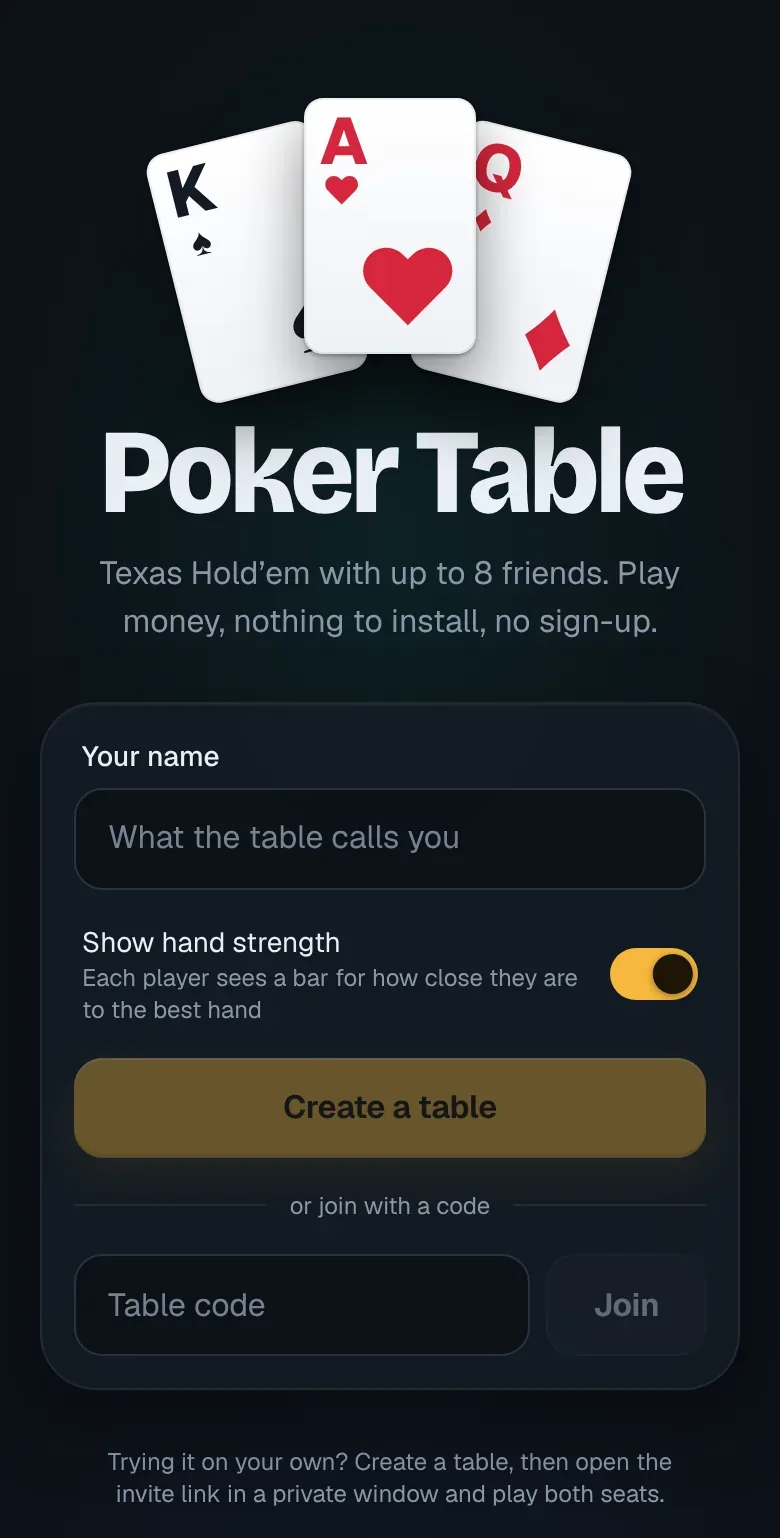 K
A
Q
Poker Table
Texas Hold’em with up to 8 friends. Play
money, nothing to install, no sign-up.
Your name
What the table calls you
Show hand strength
Each player sees a bar for how close they are
to the best hand
Create a table
or join with a code
Table code
Join
Trying it on your own? Create a table, then open the
invite link in a private window and play both seats.